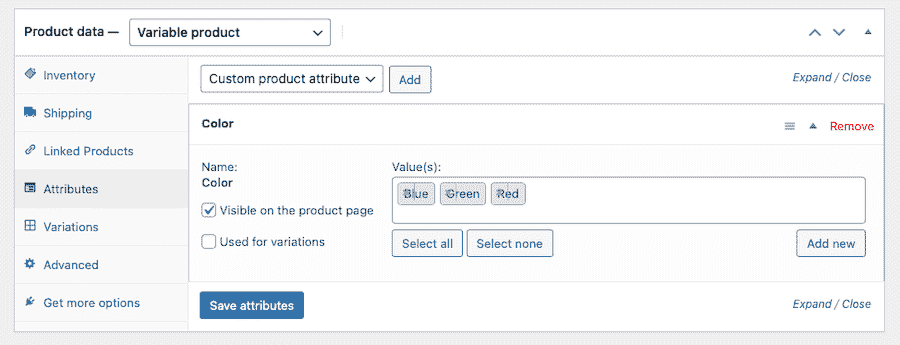 Product data — Variable product
Inventory
Shipping
Linked Products
Attributes
Variations
Advanced
Get more options
Custom product attribute Add Expand / Close
Color Remove
Name:
Color
Visible on the product page
Used for variations
Value(s):
Blue Green Red
Select all Select none Add new
Save attributes Expand / Close